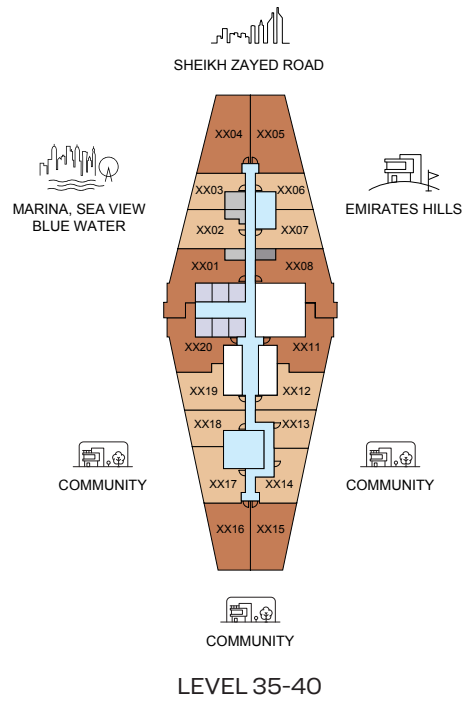 SHEIKH ZAYED ROAD
XX04 XX05
XX03 XX06
MARINA, SEA VIEW
BLUE WATER
EMIRATES HILLS
XX02 XX07
XX01 XX08
XX20 XX11
XX19 XX12
XX18 XX13
COMMUNITY
COMMUNITY
XX17 XX14
XX16 XX15
COMMUNITY
LEVEL 35-40